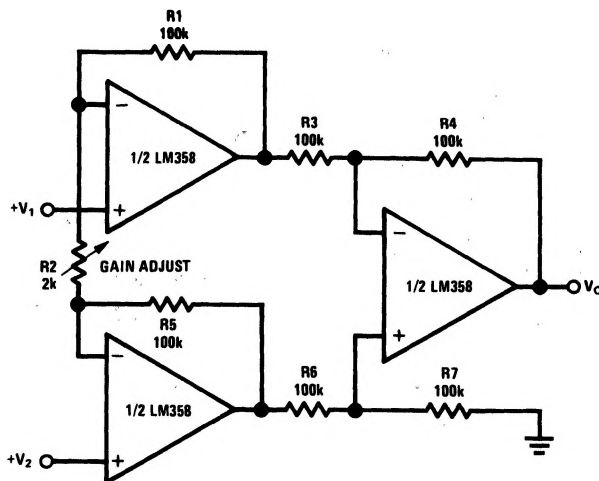 R1
100k
−
1/2 LM358
+
+V1
R3
100k
R4
100k
−
1/2 LM358
+
R2
2k
GAIN ADJUST
R5
100k
−
1/2 LM358
+
+V2
R6
100k
R7
100k